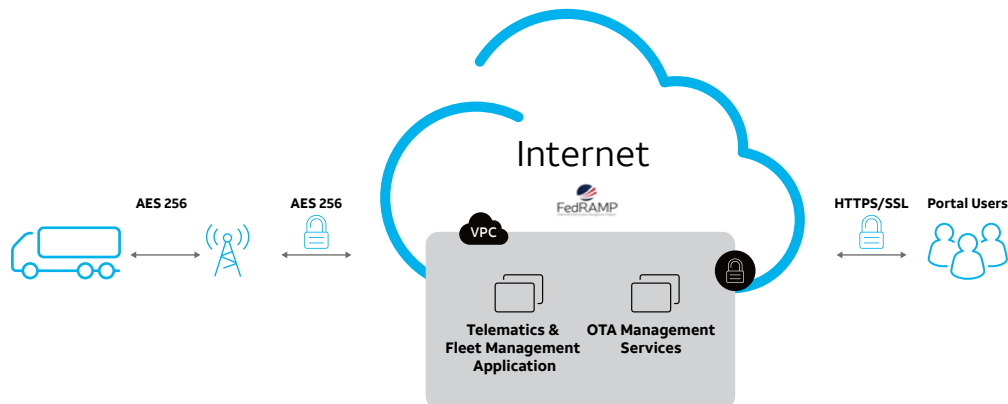 Internet
FedRAMP
AES 256
AES 256
HTTPS/SSL
Portal Users
VPC
Telematics &
Fleet Management
Application
OTA Management
Services